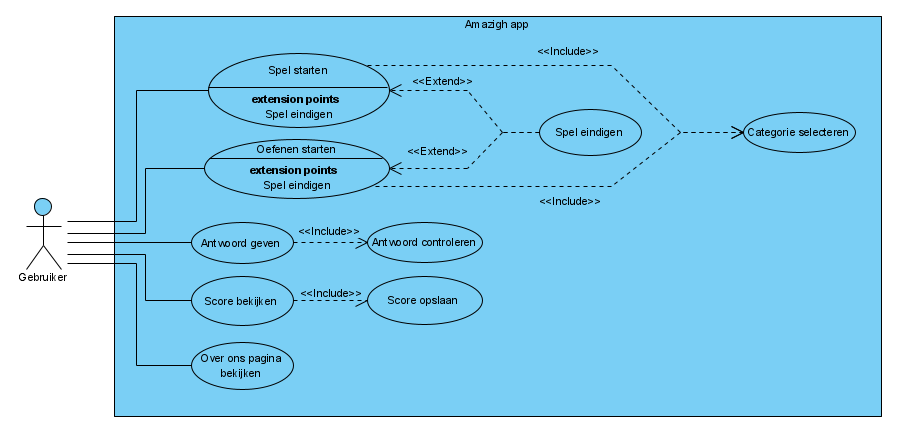 Amazigh app
<<Include>>
Spel starten
<<Extend>>
extension points
Spel eindigen
Spel eindigen
Categorie selecteren
Oefenen starten
<<Extend>>
extension points
Spel eindigen
<<Include>>
Gebruiker
Antwoord geven
<<Include>>
Antwoord controleren
Score bekijken
<<Include>>
Score opslaan
Over ons pagina
bekijken